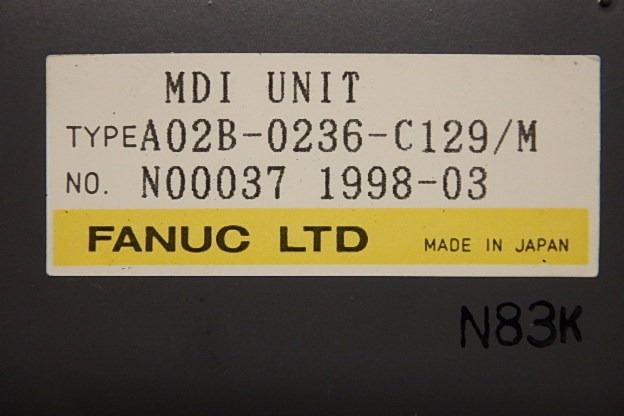 MDI UNIT
TYPE A02B-0236-C129/M
NO. N00037 1998-03
FANUC LTD MADE IN JAPAN
N83K